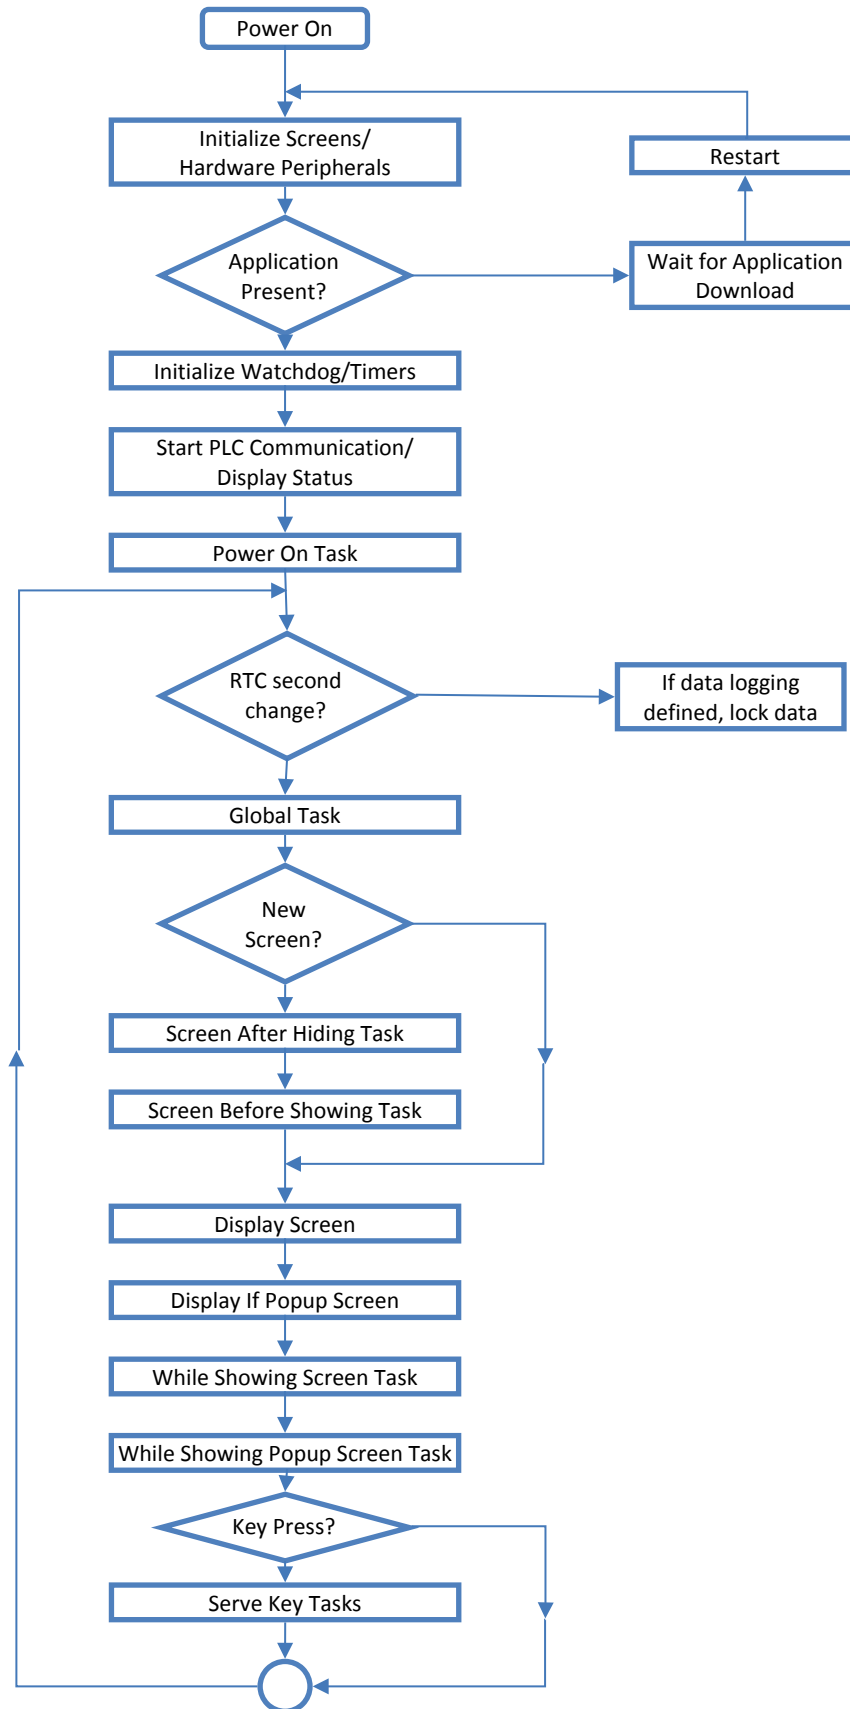 Power On
Initialize Screens/
Hardware Peripherals
Restart
Application
Present?
Wait for Application
Download
Initialize Watchdog/Timers
Start PLC Communication/
Display Status
Power On Task
RTC second
change?
If data logging
defined, lock data
Global Task
New
Screen?
Screen After Hiding Task
Screen Before Showing Task
Display Screen
Display If Popup Screen
While Showing Screen Task
While Showing Popup Screen Task
Key Press?
Serve Key Tasks